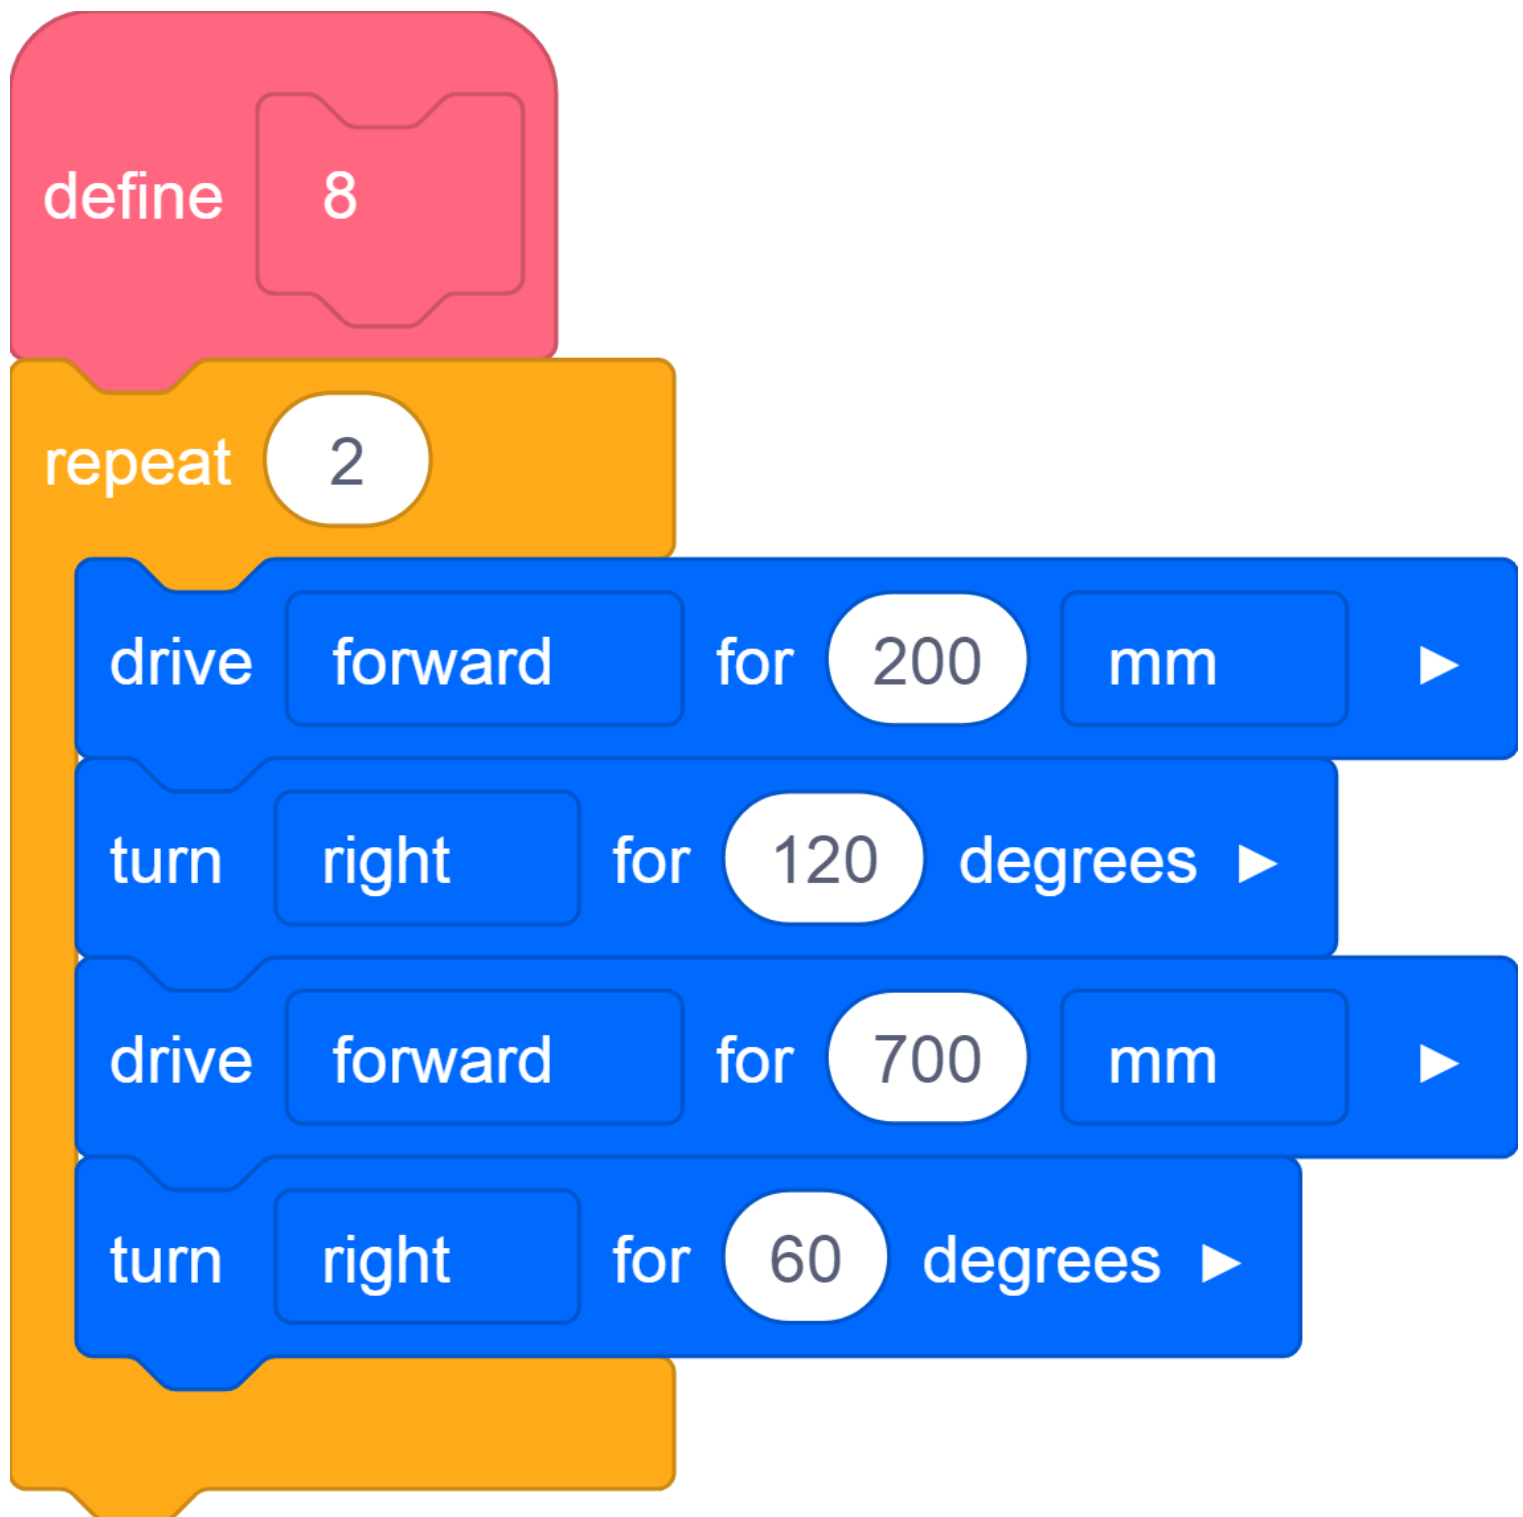 define 8
repeat 2
drive forward for 200 mm
turn right for 120 degrees
drive forward for 700 mm
turn right for 60 degrees